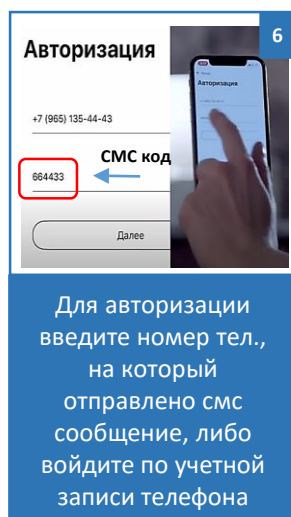 6
Авторизация
+7 (965) 135-44-43
СМС код
664433
Далее
Авторизация
Для авторизации
введите номер тел.,
на который
отправлено смс
сообщение, либо
войдите по учетной
записи телефона